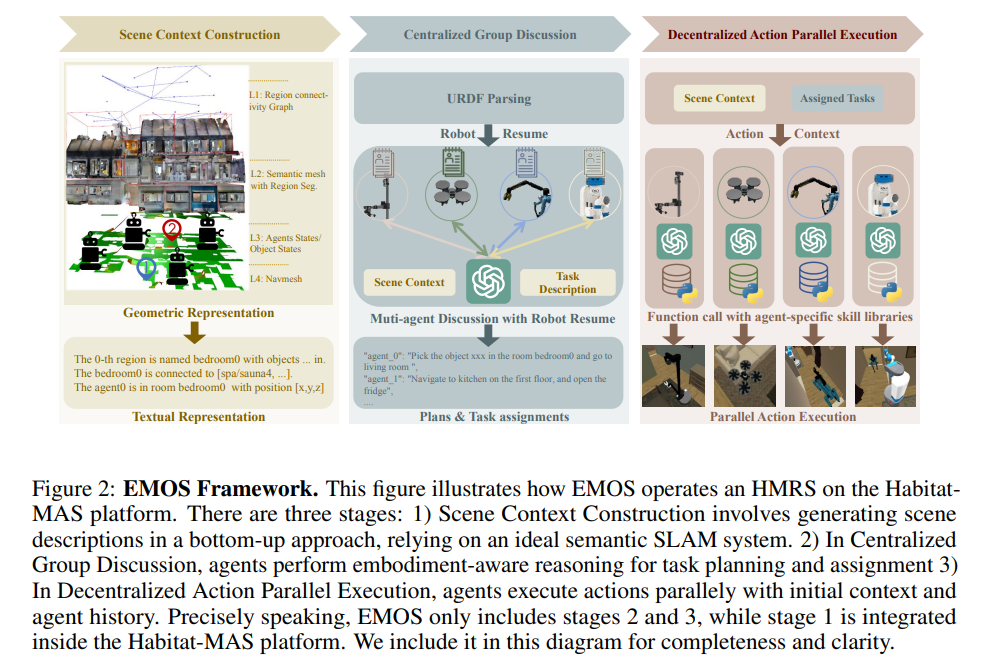 Scene Context Construction
Centralized Group Discussion
Decentralized Action Parallel Execution
L1: Region connect-
ivity Graph
L2: Semantic mesh
with Region Seg.
L3: Agents States/
Object States
L4: Navmesh
2
1
Geometric Representation
The 0-th region is named bedroom0 with objects ... in.
The bedroom0 is connected to [spa/sauna4, ...].
The agent0 is in room bedroom0 with position [x,y,z]
Textual Representation
URDF Parsing
Robot Resume
Scene Context
Task
Description
Muti-agent Discussion with Robot Resume
"agent_0": "Pick the object xxx in the room bedroom0 and go to
living room ",
"agent_1": "Navigate to kitchen on the first floor, and open the
fridge",
....
Plans & Task assignments
Scene Context
Assigned Tasks
Action Context
Function call with agent-specific skill libraries
Parallel Action Execution
Figure 2: EMOS Framework. This figure illustrates how EMOS operates an HMRS on the Habitat-
MAS platform. There are three stages: 1) Scene Context Construction involves generating scene
descriptions in a bottom-up approach, relying on an ideal semantic SLAM system. 2) In Centralized
Group Discussion, agents perform embodiment-aware reasoning for task planning and assignment 3)
In Decentralized Action Parallel Execution, agents execute actions parallely with initial context and
agent history. Precisely speaking, EMOS only includes stages 2 and 3, while stage 1 is integrated
inside the Habitat-MAS platform. We include it in this diagram for completeness and clarity.